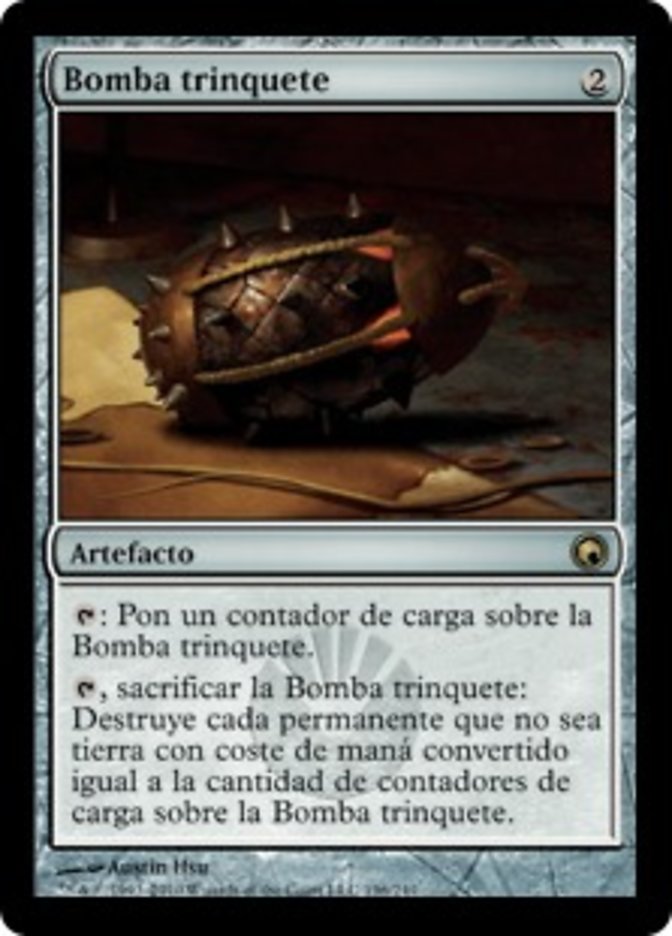 Bomba trinquete 2
Artefacto
: Pon un contador de carga sobre la
Bomba trinquete.
, sacrificar la Bomba trinquete:
Destruye cada permanente que no sea
tierra con coste de maná convertido
igual a la cantidad de contadores de
carga sobre la Bomba trinquete.
Austin Hsu